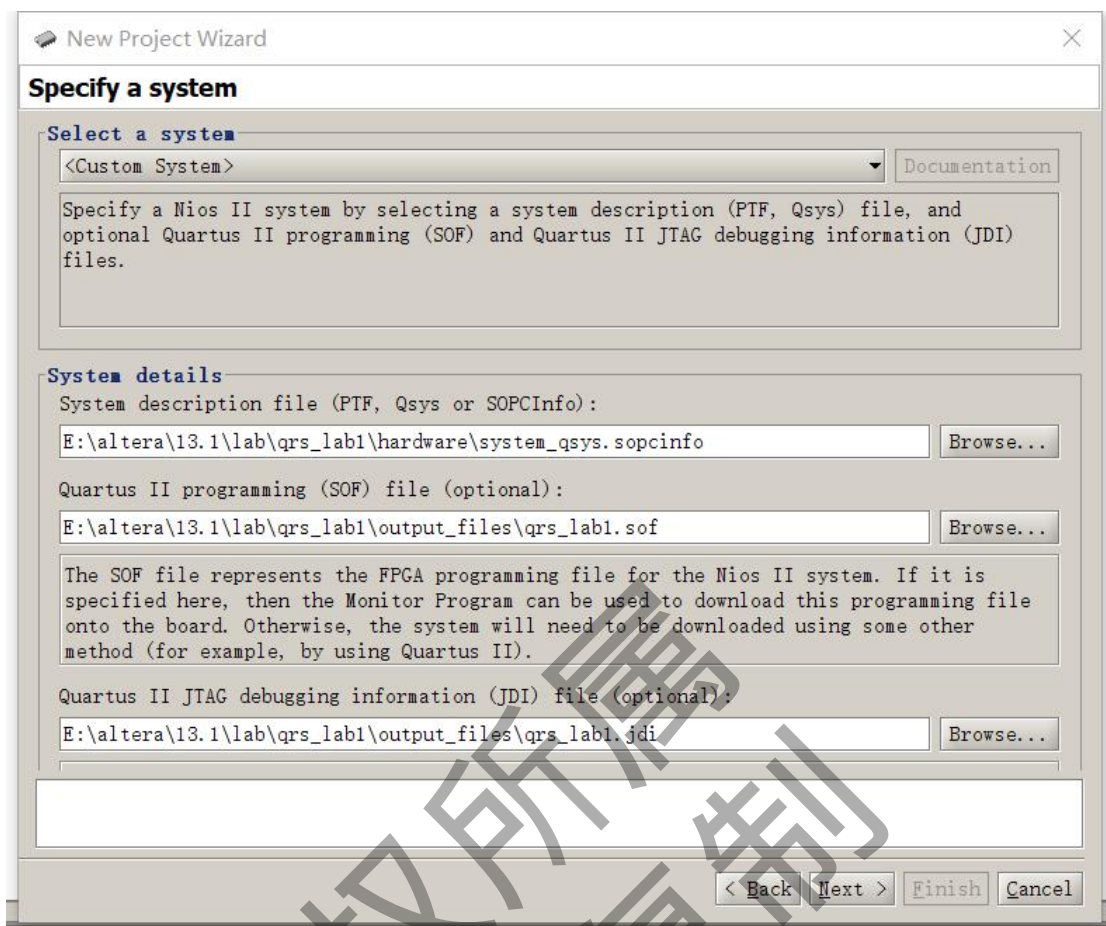 New Project Wizard
Specify a system
Select a system
<Custom System>
Documentation
Specify a Nios II system by selecting a system description (PTF, Qsys) file, and
optional Quartus II programming (SOF) and Quartus II JTAG debugging information (JDI)
files.
System details
System description file (PTF, Qsys or SOPCInfo):
E:\altera\13.1\lab\qrs_lab1\hardware\system_qsys.sopcinfo
Browse...
Quartus II programming (SOF) file (optional):
E:\altera\13.1\lab\qrs_lab1\output_files\qrs_lab1.sof
Browse...
The SOF file represents the FPGA programming file for the Nios II system. If it is
specified here, then the Monitor Program can be used to download this programming file
onto the board. Otherwise, the system will need to be downloaded using some other
method (for example, by using Quartus II).
Quartus II JTAG debugging information (JDI) file (optional):
E:\altera\13.1\lab\qrs_lab1\output_files\qrs_lab1.jdi
Browse...
< Back
Next >
Finish
Cancel
权所属
制